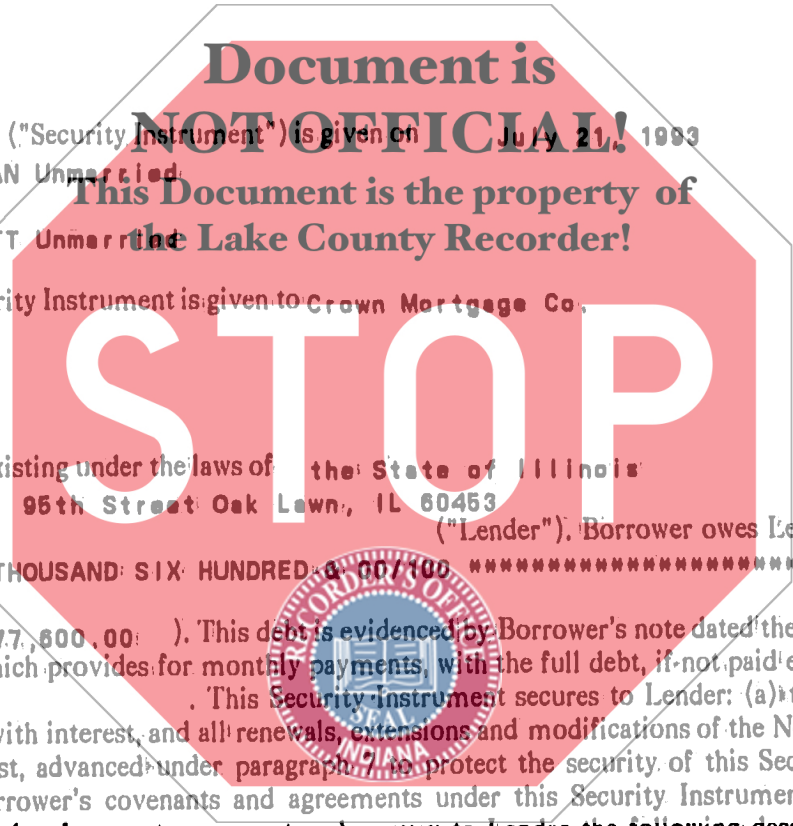 Document is
NOT OFFICIAL!
("Security Instrument") is given on July 21, 1993
AN Unmarried
This Document is the property of
TT Unmarried
the Lake County Recorder!
rity Instrument is given to Crown Mortgage Co.
STOP
xisting under the laws of the State of Illinois
95th Street Oak Lawn, IL 60453
("Lender"). Borrower owes Le
THOUSAND SIX HUNDRED & 00/100 **********************
77,600.00 ). This debt is evidenced by Borrower's note dated the
hich provides for monthly payments, with the full debt, if not paid e
. This Security Instrument secures to Lender: (a) t
with interest, and all renewals, extensions and modifications of the N
st, advanced under paragraph 7 to protect the security of this Sec
rrower's covenants and agreements under this Security Instrumen
RECORDER'S OFFICE
SEAL
INDIANA